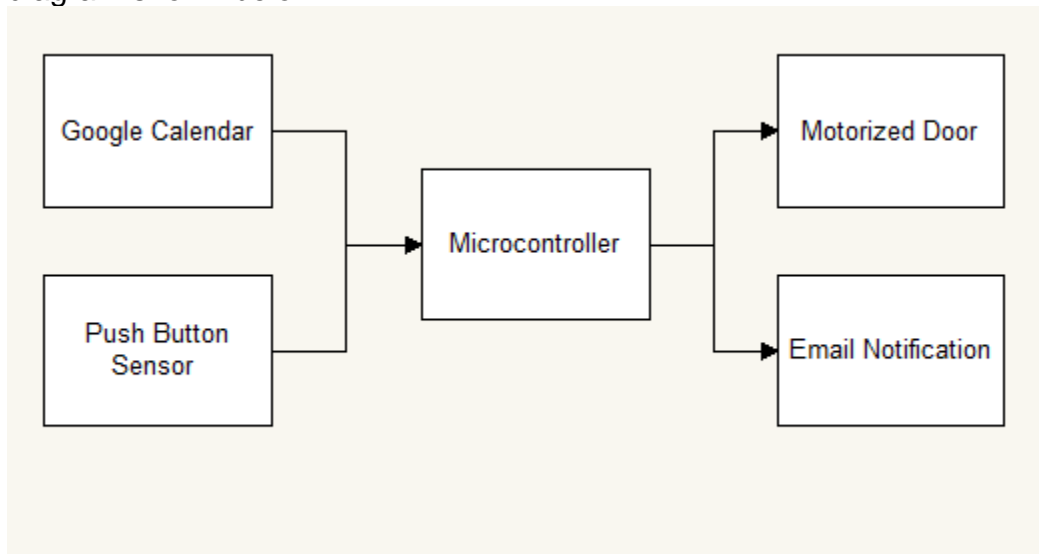 Google Calendar
Motorized Door
Microcontroller
Push Button
Sensor
Email Notification